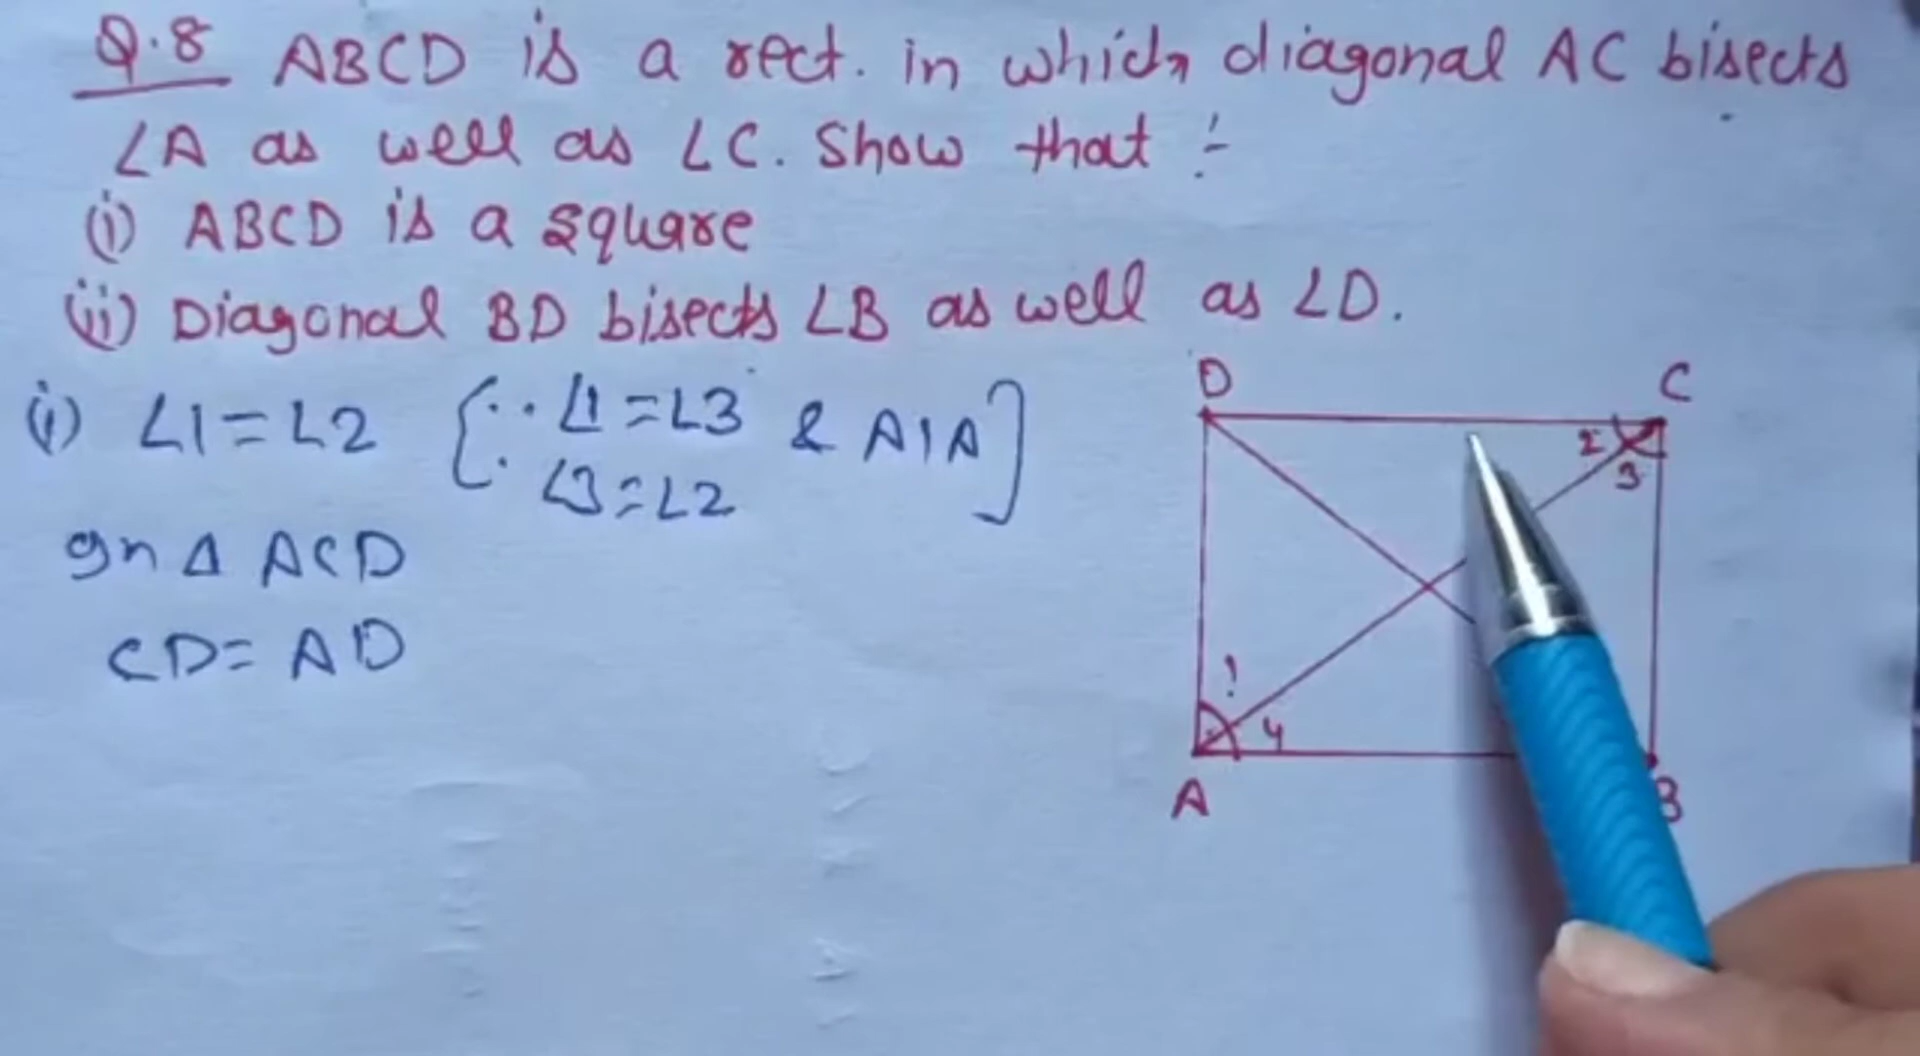 Q.8 ABCD is a rect. in which diagonal AC bisects
∠A as well as ∠C. Show that :-
(i) ABCD is a square
(ii) Diagonal BD bisects ∠B as well as ∠D.
(i) ∠1=∠2 [∵ ∠1=∠3 & AIA]
∠3=∠2
In Δ ACD
CD= AD
D C
2
3
1
4
A B